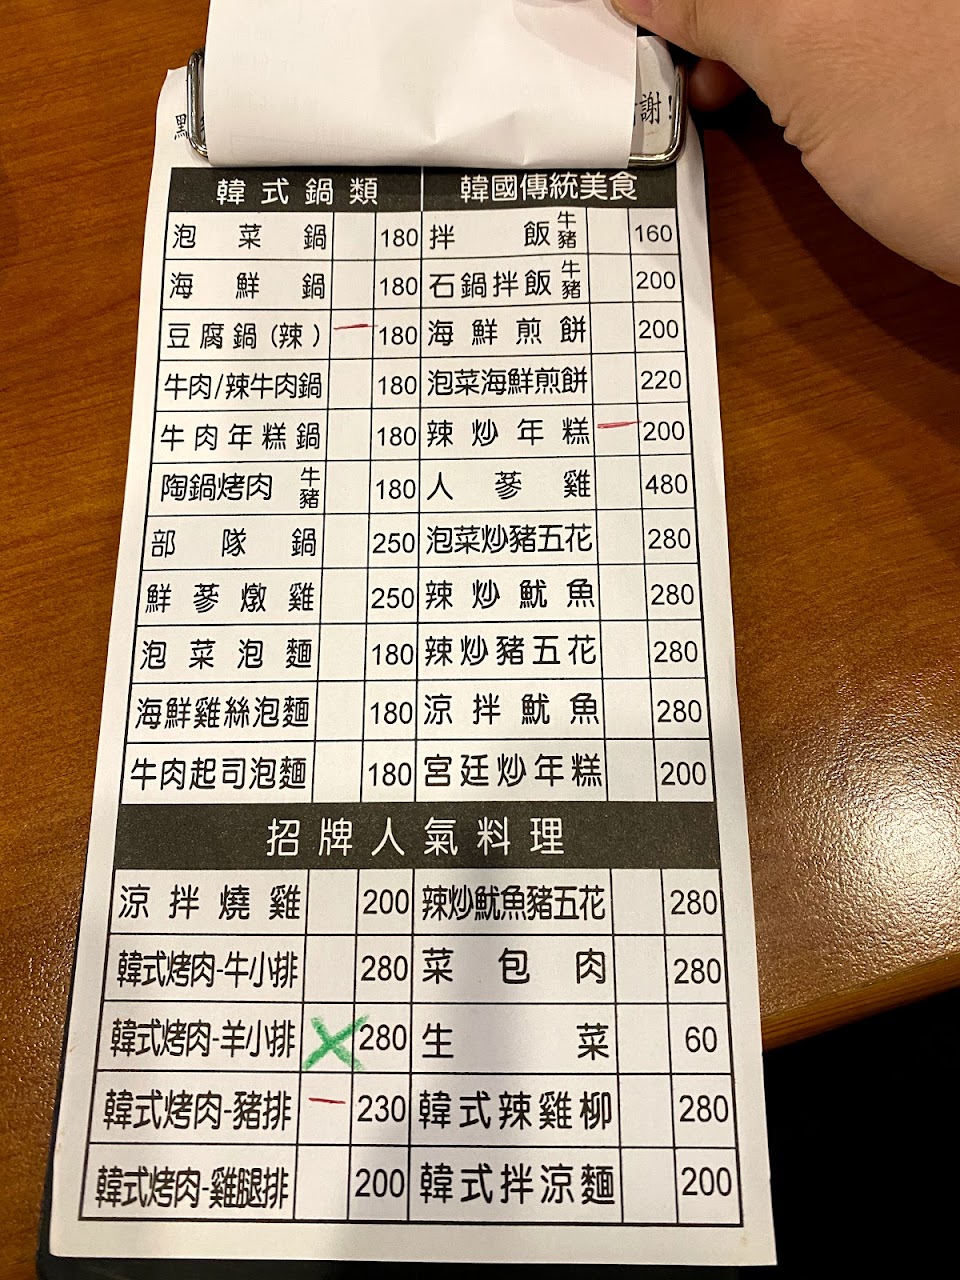 謝!
韓式鍋類 韓國傳統美食
泡菜鍋 180 拌飯 牛豬 160
海鮮鍋 180 石鍋拌飯 牛豬 200
豆腐鍋(辣) 一 180 海鮮煎餅 200
牛肉/辣牛肉鍋 180 泡菜海鮮煎餅 220
牛肉年糕鍋 180 辣炒年糕 一 200
陶鍋烤肉 牛豬 180 人蔘雞 480
部隊鍋 250 泡菜炒豬五花 280
鮮蔘燉雞 250 辣炒魷魚 280
泡菜泡麵 180 辣炒豬五花 280
海鮮雞絲泡麵 180 涼拌魷魚 280
牛肉起司泡麵 180 宮廷炒年糕 200
招牌人氣料理
涼拌燒雞 200 辣炒魷魚豬五花 280
韓式烤肉-牛小排 280 菜包肉 280
韓式烤肉-羊小排 X 280 生菜 60
韓式烤肉-豬排 一 230 韓式辣雞柳 280
韓式烤肉-雞腿排 200 韓式拌涼麵 200